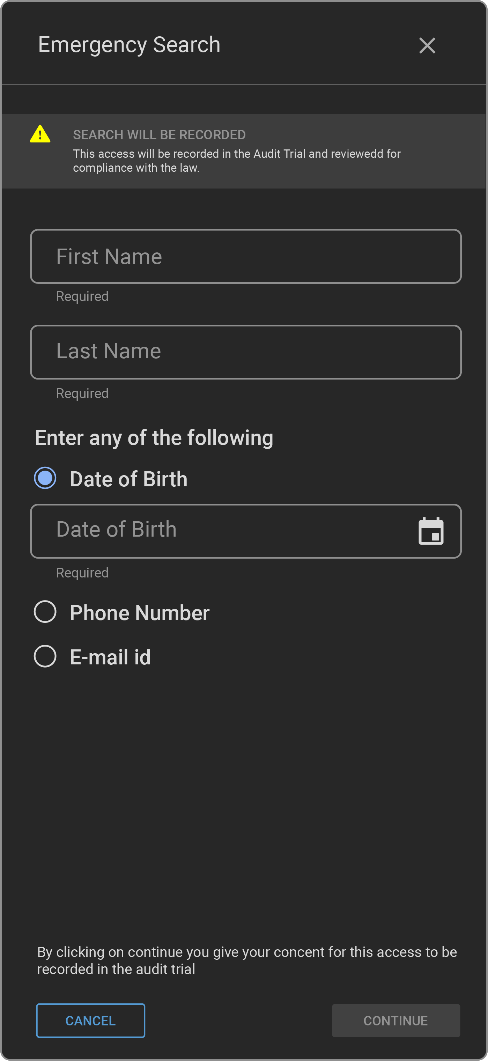 Emergency Search
SEARCH WILL BE RECORDED
This access will be recorded in the Audit Trial and reviewedd for
compliance with the law.
First Name
Required
Last Name
Required
Enter any of the following
Date of Birth
Date of Birth
Required
Phone Number
E-mail id
By clicking on continue you give your concent for this access to be
recorded in the audit trial
CANCEL
CONTINUE